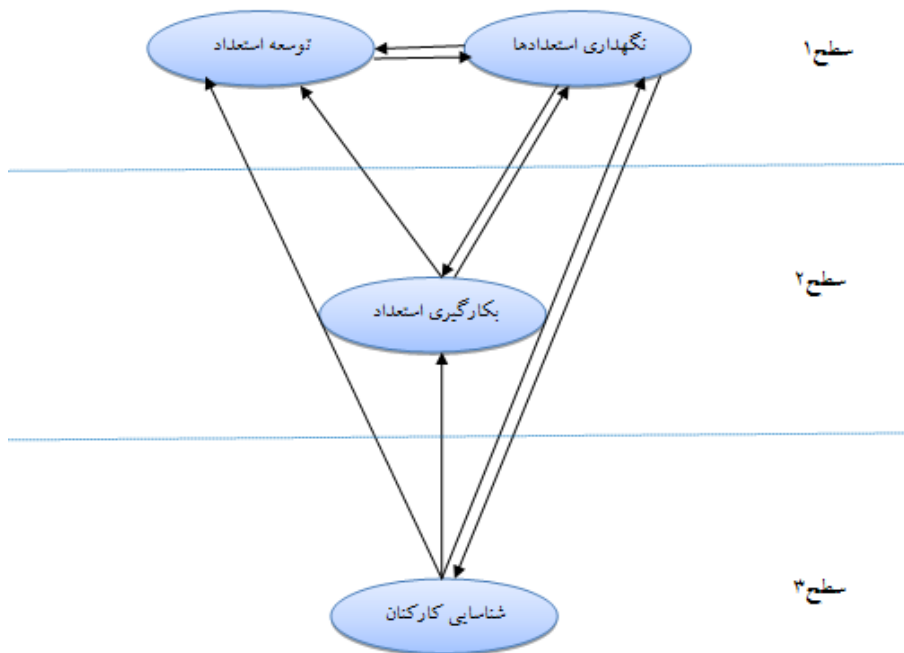 نگهداری استعدادها
توسعه استعداد
سطح۱
بکارگیری استعداد
سطح۲
شناسایی کارکنان
سطح۳